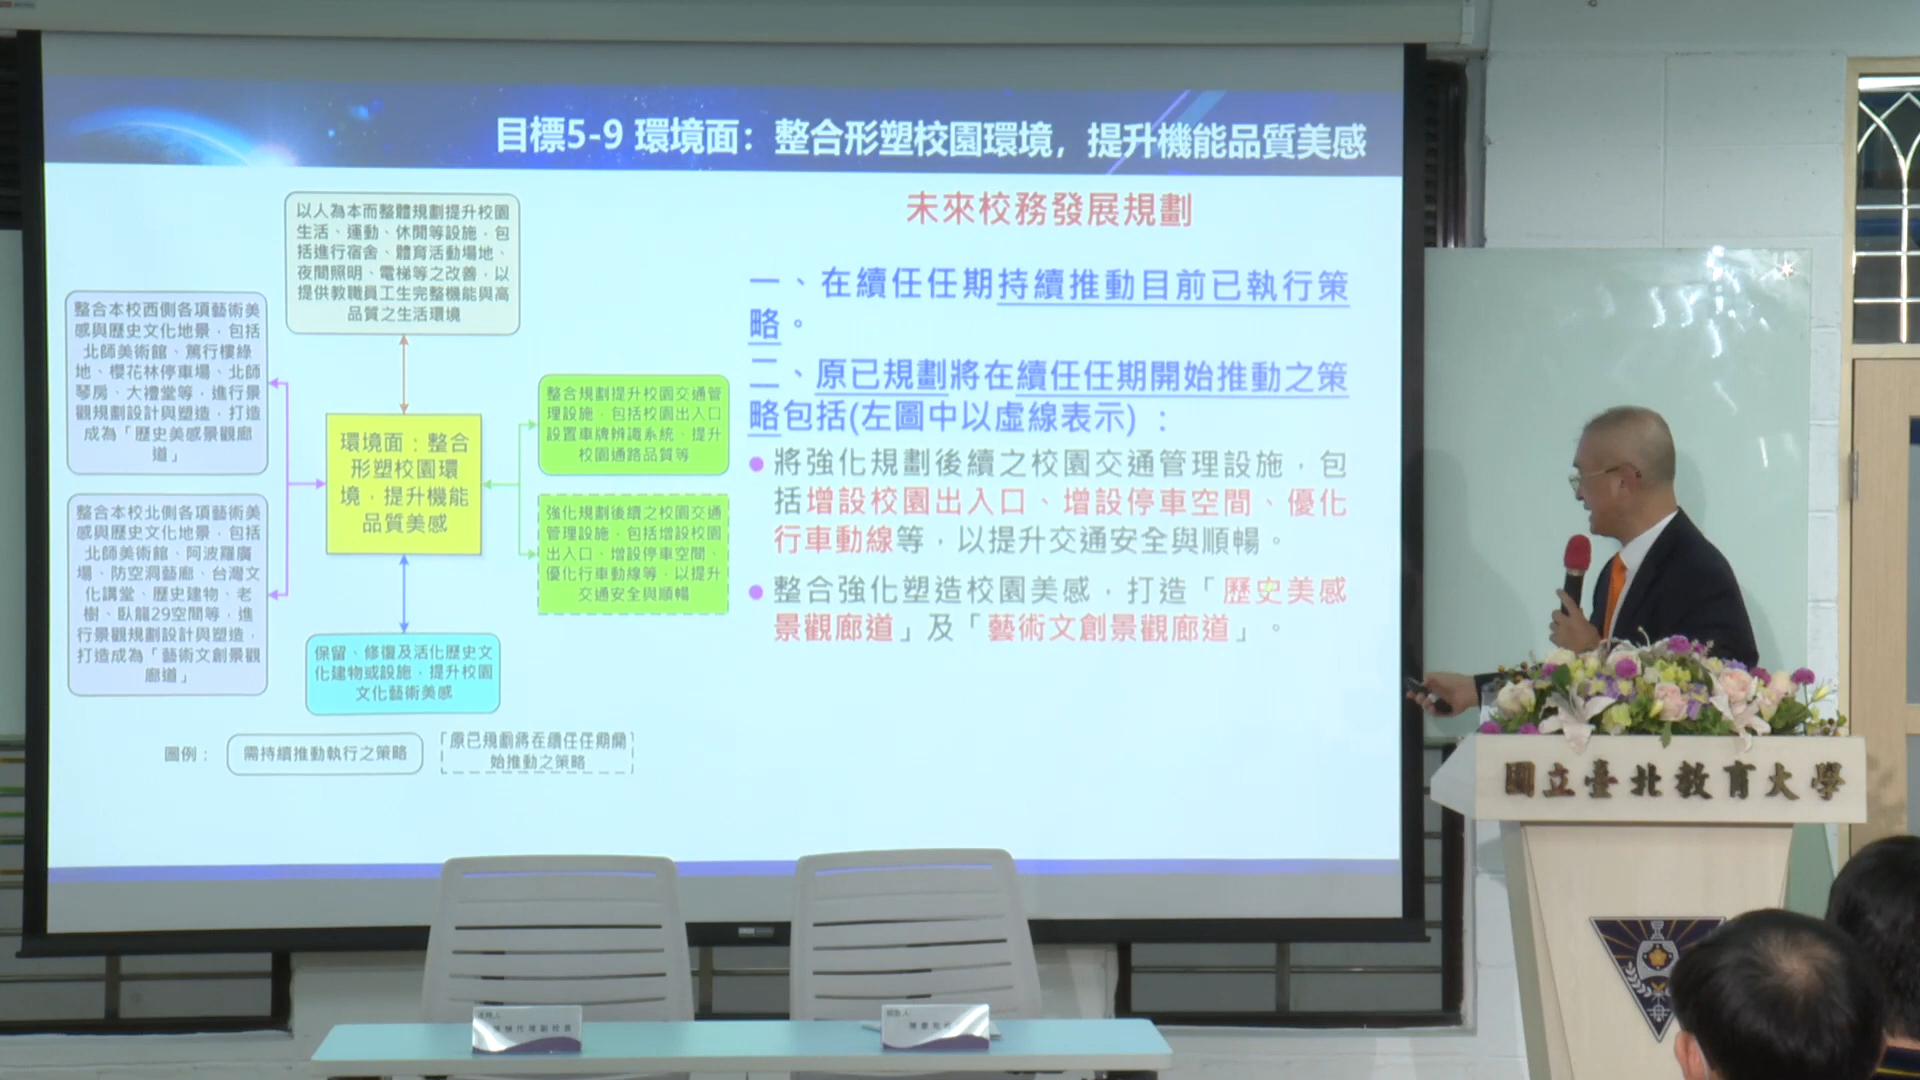 目標5-9 環境面：整合形塑校園環境，提升機能品質美感
以人為本而整體規劃提升校園
生活、運動、休閒等設施，包
括進行宿舍、體育活動場地、
夜間照明、電梯等之改善，以
提供教職員工生完整機能與高
品質之生活環境
整合本校西側各項藝術美
感與歷史文化地景，包括
北師美術館、篤行樓綠
地、櫻花林停車場、北師
琴房、大禮堂等，進行景
觀規劃設計與塑造，打造
成為「歷史美感景觀廊
道」
整合本校北側各項藝術美
感與歷史文化地景，包括
北師美術館、阿波羅廣
場、防空洞藝廊、台灣文
化講堂、歷史建物、老
樹、臥龍29空間等，進
行景觀規劃設計與塑造，
打造成為「藝術文創景觀
廊道」
環境面：整合
形塑校園環
境，提升機能
品質美感
整合規劃提升校園交通管
理設施，包括校園出入口
設置車牌辨識系統、提升
校園通路品質等
強化規劃後續之校園交通
管理設施，包括增設校園
出入口、增設停車空間、
優化行車動線等，以提升
交通安全與順暢
保留、修復及活化歷史文
化建物或設施，提升校園
文化藝術美感
圖例：
需持續推動執行之策略
原已規劃將在續任任期開
始推動之策略
未來校務發展規劃
一、在續任任期持續推動目前已執行策
略。
二、原已規劃將在續任任期開始推動之策
略包括(左圖中以虛線表示)：
將強化規劃後續之校園交通管理設施，包
括增設校園出入口、增設停車空間、優化
行車動線等，以提升交通安全與順暢。
整合強化塑造校園美感，打造「歷史美感
景觀廊道」及「藝術文創景觀廊道」。
國立臺北教育大學